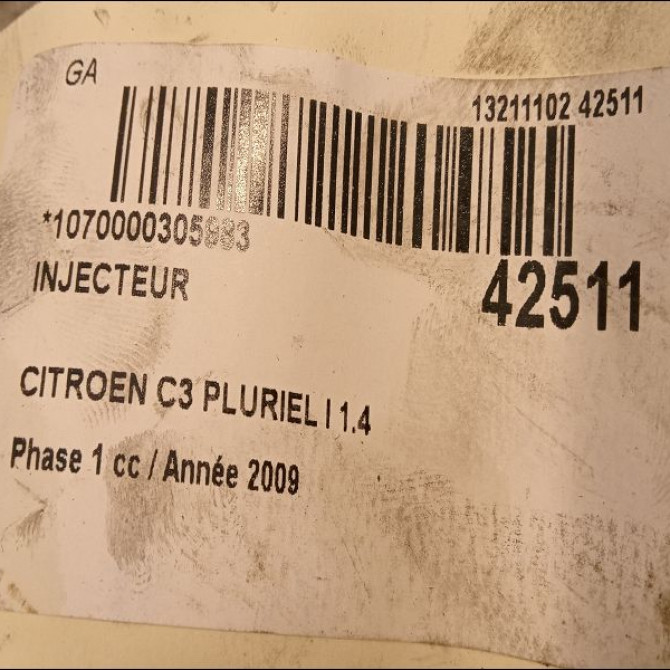 GA
13211102 42511
*1070000305983
INJECTEUR
42511
CITROEN C3 PLURIEL I 1.4
Phase 1 cc / Année 2009